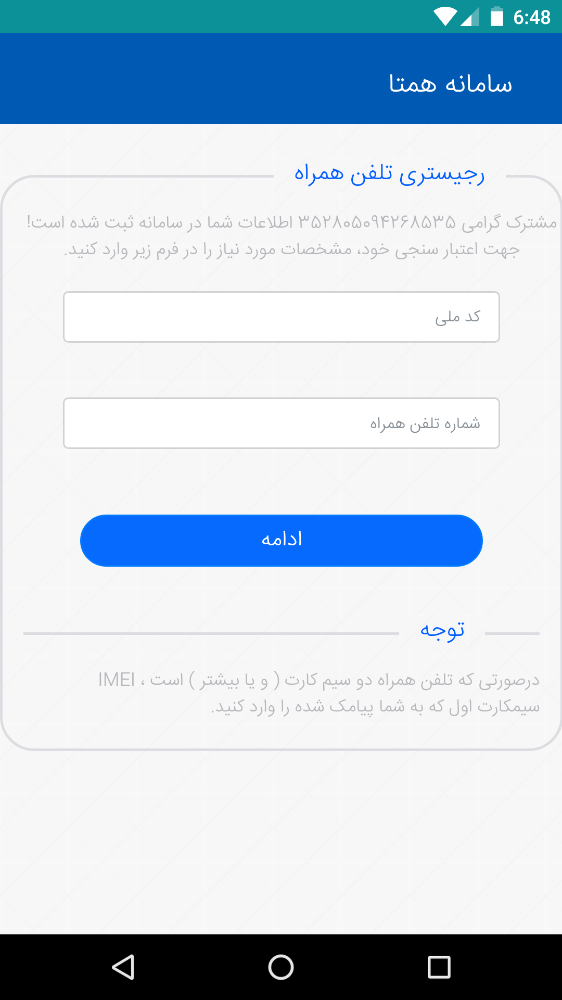 6:48
سامانه همتا
رجیستری تلفن همراه
مشترک گرامی ۳۵۲۸۰۵۰۹۴۲۶۸۵۳۵ اطلاعات شما در سامانه ثبت شده است!
جهت اعتبار سنجی خود، مشخصات مورد نیاز را در فرم زیر وارد کنید.
کد ملی
شماره تلفن همراه
ادامه
توجه
درصورتی که تلفن همراه دو سیم کارت ( و یا بیشتر ) است ، IMEI
سیمکارت اول که به شما پیامک شده را وارد کنید.